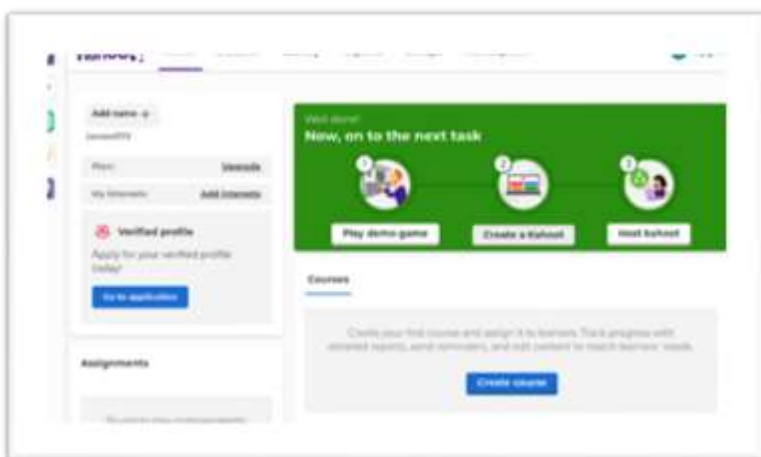 Add name
Plan:
Upgrade
My interests:
Add interests
Verified profile
Apply for your verified profile
today!
Go to application
Assignments
Well done!
Now, on to the next task
1
2
3
Play demo game
Create a Kahoot
Host kahoot
Courses
Create your first course and assign it to learners. Track progress with
detailed reports, send reminders, and edit content to match learners' needs.
Create course